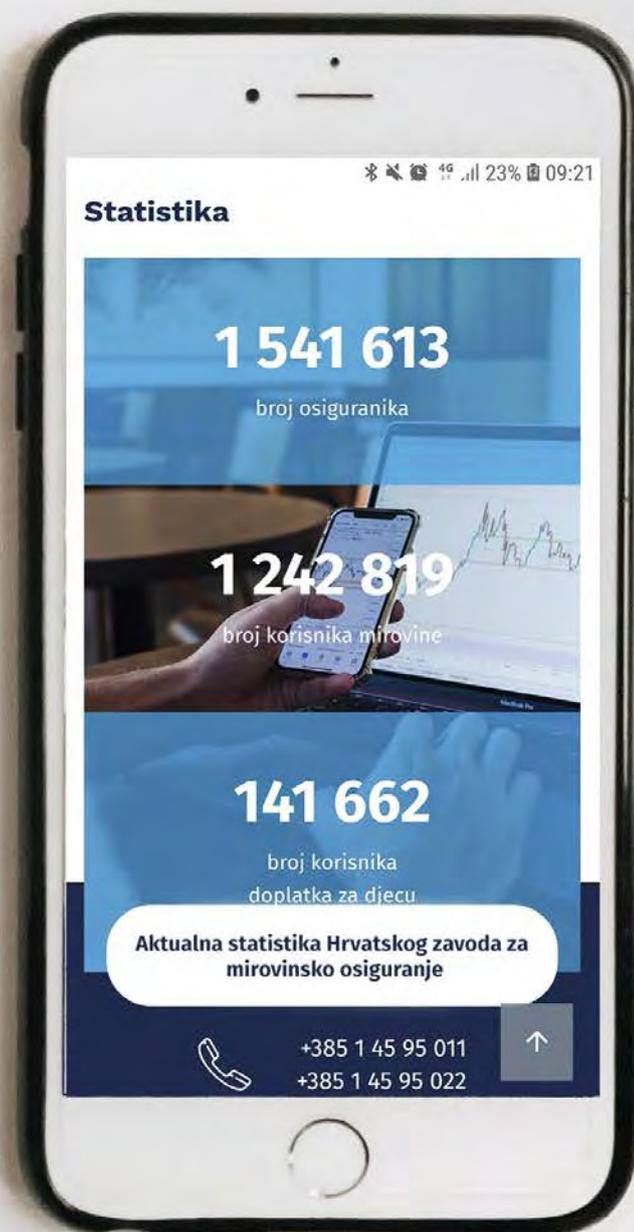 4G 23% 09:21
Statistika
1 541 613
broj osiguranika
1 242 819
broj korisnika mirovine
141 662
broj korisnika
doplatka za djecu
Aktualna statistika Hrvatskog zavoda za
mirovinsko osiguranje
+385 1 45 95 011
+385 1 45 95 022